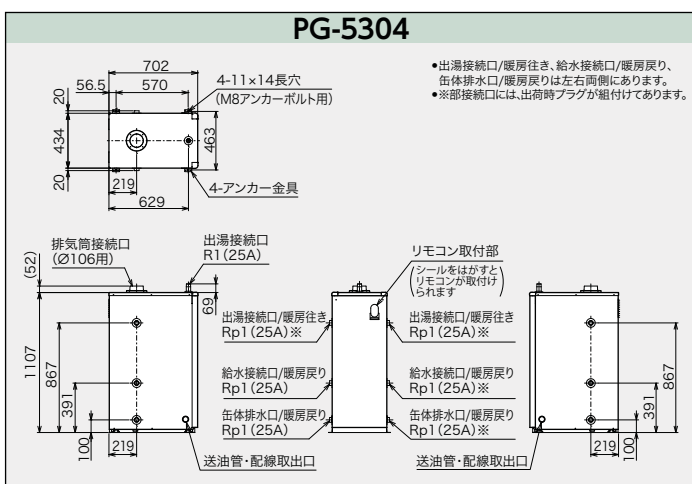 PG-5304
•出湯接続口/暖房往き、給水接続口/暖房戻り、
缶体排水口/暖房戻りは左右両側にあります。
•※部接続口には、出荷時プラグが組付けてあります。
702
56.5
570
4-11×14長穴
(M8アンカーボルト用)
20
434
20
463
219
4-アンカー金具
629
排気筒接続口
(Ø106用)
出湯接続口
R1(25A)
リモコン取付部
(シールをはがすと
リモコンが取付け
られます)
(52)
69
1107
867
391
100
219
送油管・配線取出口
出湯接続口/暖房往き
Rp1(25A)※
給水接続口/暖房戻り
Rp1(25A)
缶体排水口/暖房戻り
Rp1(25A)
出湯接続口/暖房往き
Rp1(25A)※
給水接続口/暖房戻り
Rp1(25A)※
缶体排水口/暖房戻り
Rp1(25A)※
送油管・配線取出口
219
867
391
100